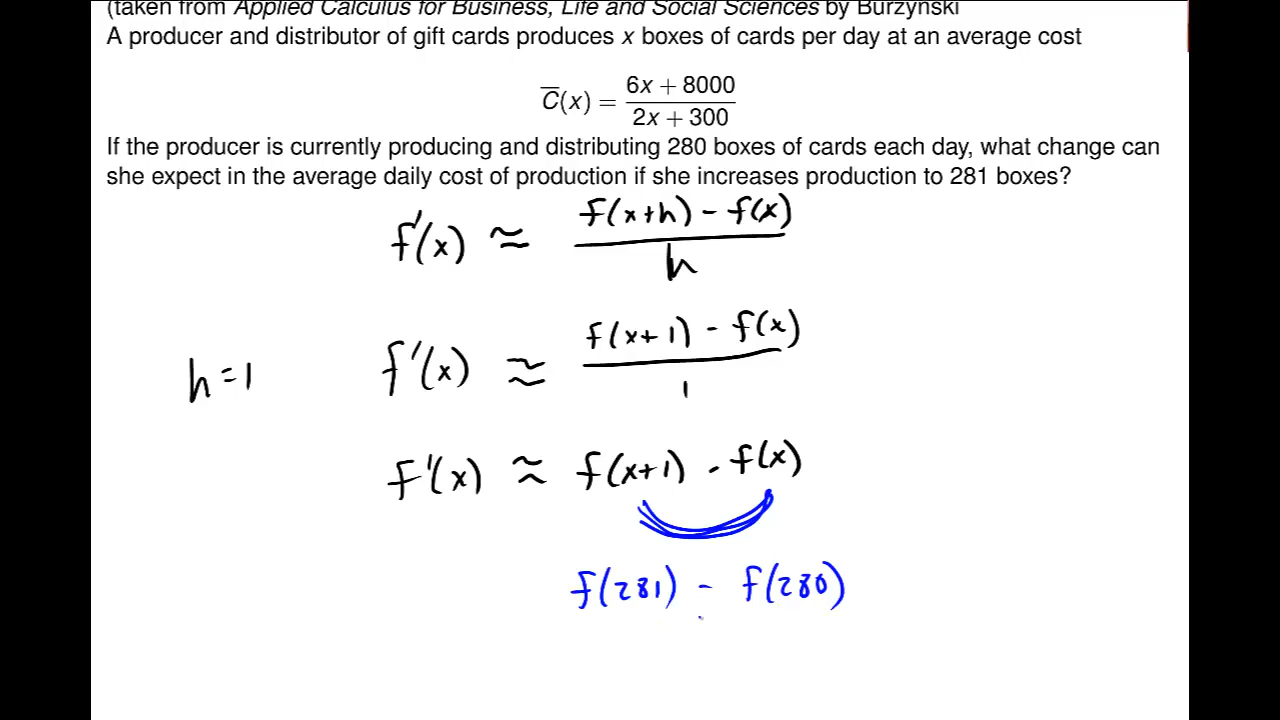 (taken from Applied Calculus for Business, Life and Social Sciences by Burzynski
A producer and distributor of gift cards produces x boxes of cards per day at an average cost
C̅(x) = (6x + 8000)/(2x + 300)
If the producer is currently producing and distributing 280 boxes of cards each day, what change can
she expect in the average daily cost of production if she increases production to 281 boxes?
f'(x) ≈ (f(x+h) - f(x))/h
h=1 f'(x) ≈ (f(x+1) - f(x))/1
f'(x) ≈ f(x+1) - f(x)
f(281) - f(280)